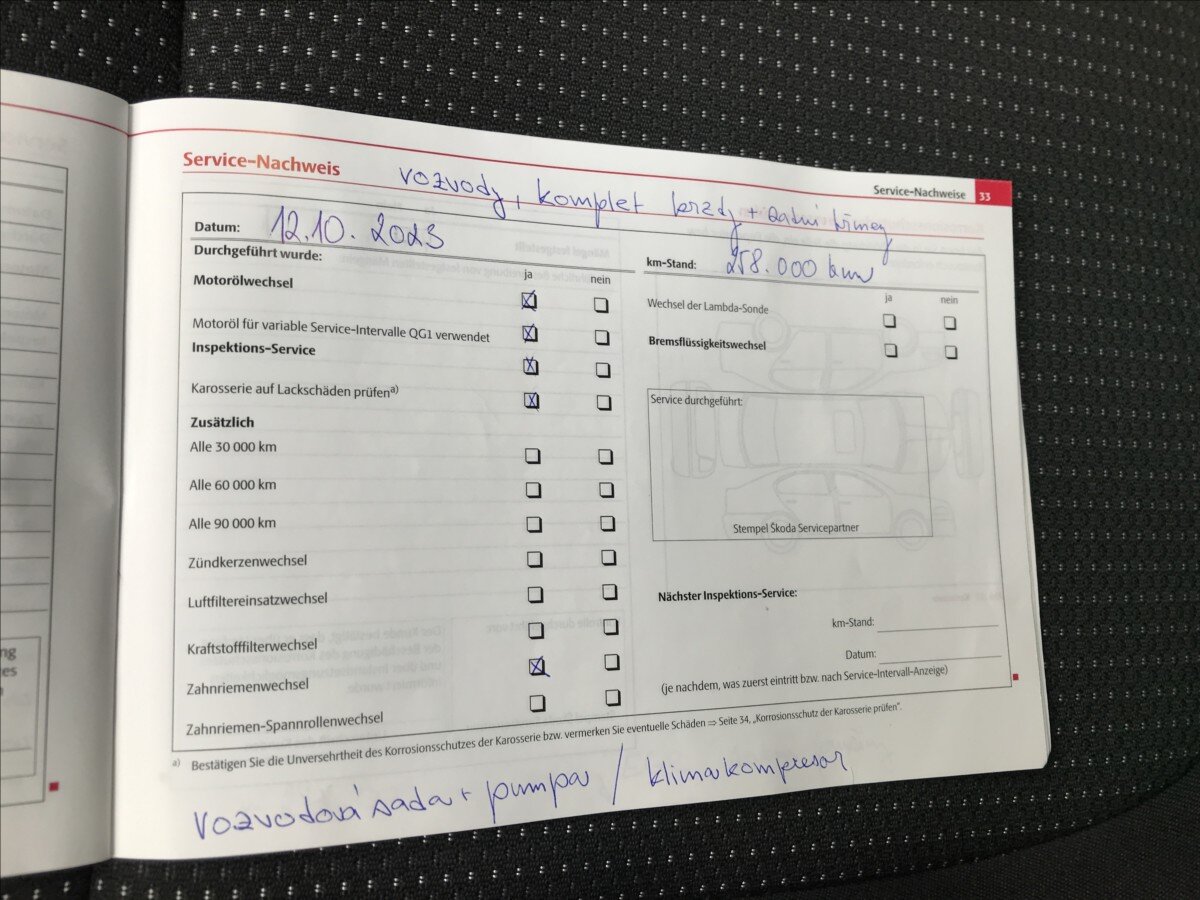 Service-Nachweis
Service-Nachweise 33
rozvody, komplet brzdy + zadní třmeny
Datum: 12.10.2023
km-Stand: 258.000 km
Durchgeführt wurde:
ja nein
Motorölwechsel
Motoröl für variable Service-Intervalle QG1 verwendet
Inspektions-Service
Karosserie auf Lackschäden prüfen a)
Zusätzlich
Alle 30 000 km
Alle 60 000 km
Alle 90 000 km
Zündkerzenwechsel
Luftfiltereinsatzwechsel
Kraftstofffilterwechsel
Zahnriemenwechsel
Zahnriemen-Spannrollenwechsel
ja nein
Wechsel der Lambda-Sonde
Bremsflüssigkeitswechsel
Service durchgeführt:
Stempel Škoda Servicepartner
Nächster Inspektions-Service:
km-Stand:
Datum:
(je nachdem, was zuerst eintritt bzw. nach Service-Intervall-Anzeige)
a) Bestätigen Sie die Unversehrtheit des Korrosionsschutzes der Karosserie bzw. vermerken Sie eventuelle Schäden ⇒ Seite 34, „Korrosionsschutz der Karosserie prüfen“.
rozvodová sada + pumpa / klimakompresor